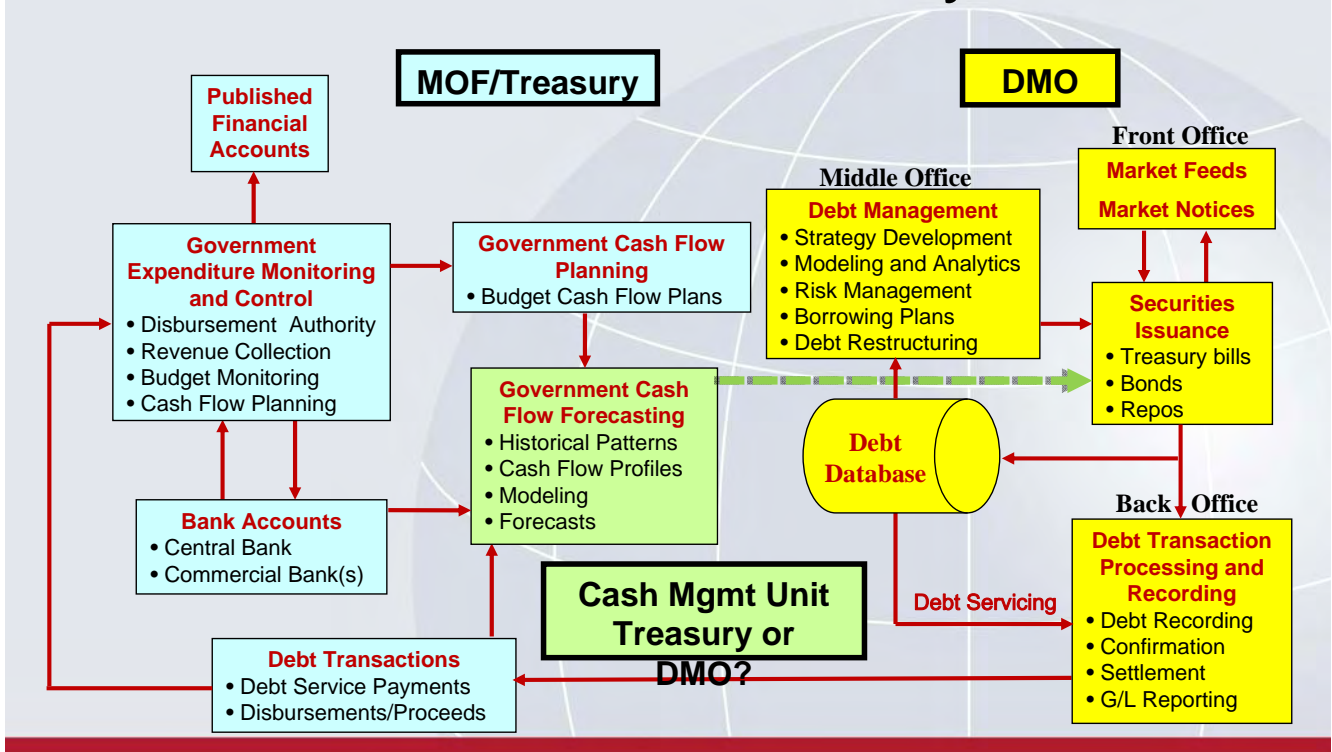 MOF/Treasury
DMO
Published
Financial
Accounts
Front Office
Market Feeds
Market Notices
Middle Office
Debt Management
• Strategy Development
• Modeling and Analytics
• Risk Management
• Borrowing Plans
• Debt Restructuring
Government
Expenditure Monitoring
and Control
• Disbursement Authority
• Revenue Collection
• Budget Monitoring
• Cash Flow Planning
Government Cash Flow
Planning
• Budget Cash Flow Plans
Securities
Issuance
• Treasury bills
• Bonds
• Repos
Government Cash
Flow Forecasting
• Historical Patterns
• Cash Flow Profiles
• Modeling
• Forecasts
Debt
Database
Bank Accounts
• Central Bank
• Commercial Bank(s)
Back Office
Debt Transaction
Processing and
Recording
• Debt Recording
• Confirmation
• Settlement
• G/L Reporting
Cash Mgmt Unit
Treasury or
DMO?
Debt Servicing
Debt Transactions
• Debt Service Payments
• Disbursements/Proceeds